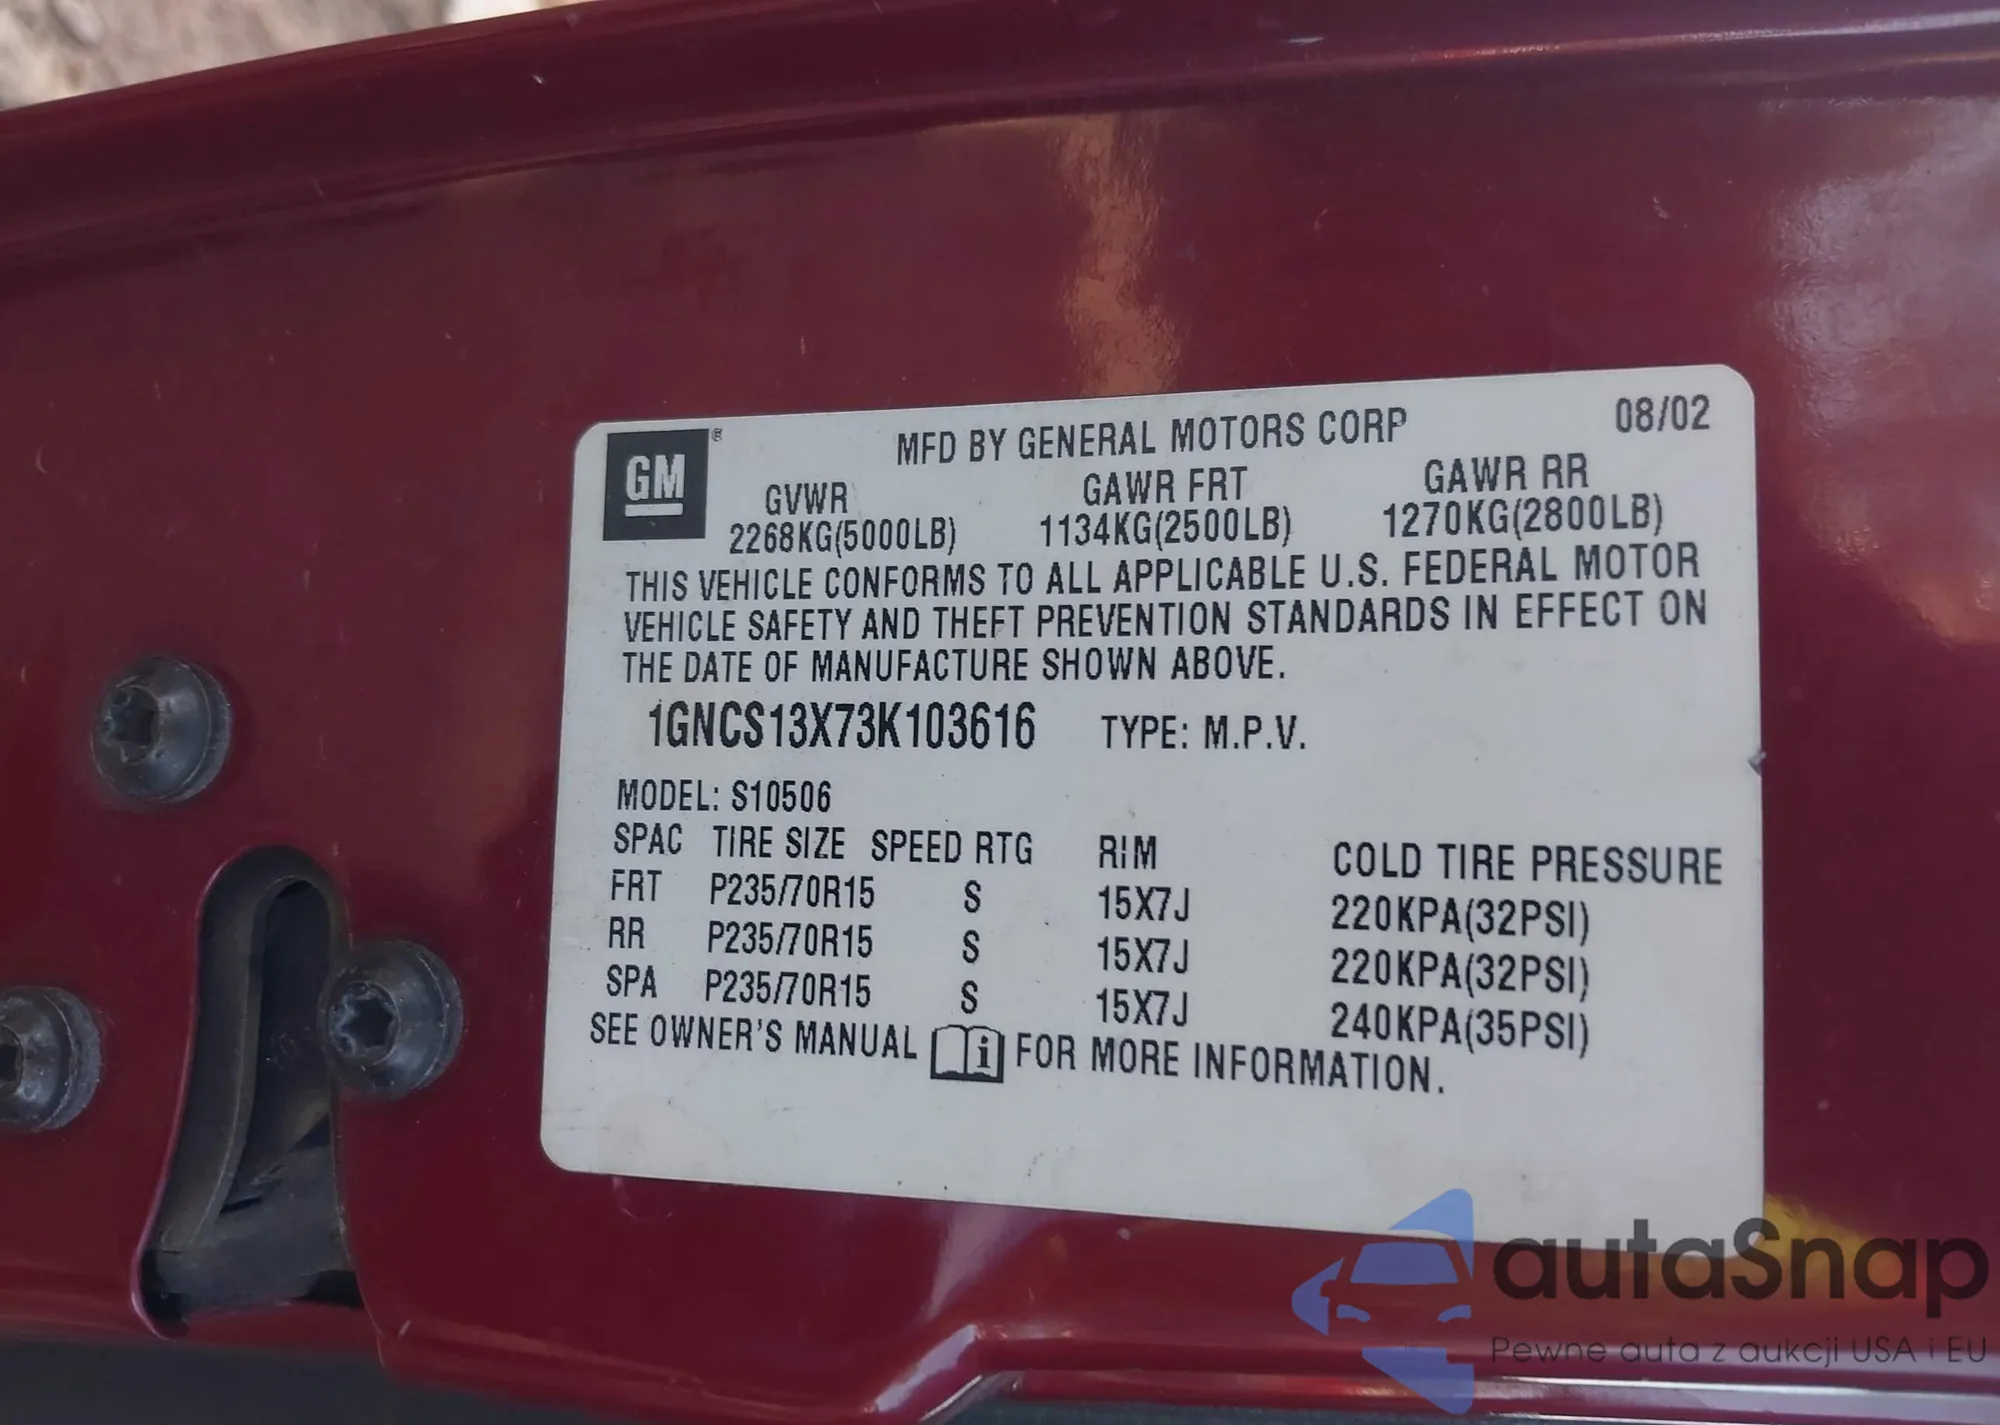 GM ®
MFD BY GENERAL MOTORS CORP 08/02
GVWR GAWR FRT GAWR RR
2268KG(5000LB) 1134KG(2500LB) 1270KG(2800LB)
THIS VEHICLE CONFORMS TO ALL APPLICABLE U.S. FEDERAL MOTOR
VEHICLE SAFETY AND THEFT PREVENTION STANDARDS IN EFFECT ON
THE DATE OF MANUFACTURE SHOWN ABOVE.
1GNCS13X73K103616 TYPE: M.P.V.
MODEL: S10506
SPAC TIRE SIZE SPEED RTG RIM COLD TIRE PRESSURE
FRT P235/70R15 S 15X7J 220KPA(32PSI)
RR P235/70R15 S 15X7J 220KPA(32PSI)
SPA P235/70R15 S 15X7J 240KPA(35PSI)
SEE OWNER'S MANUAL i FOR MORE INFORMATION.
autaSnap
Pewne auta z aukcji USA i EU